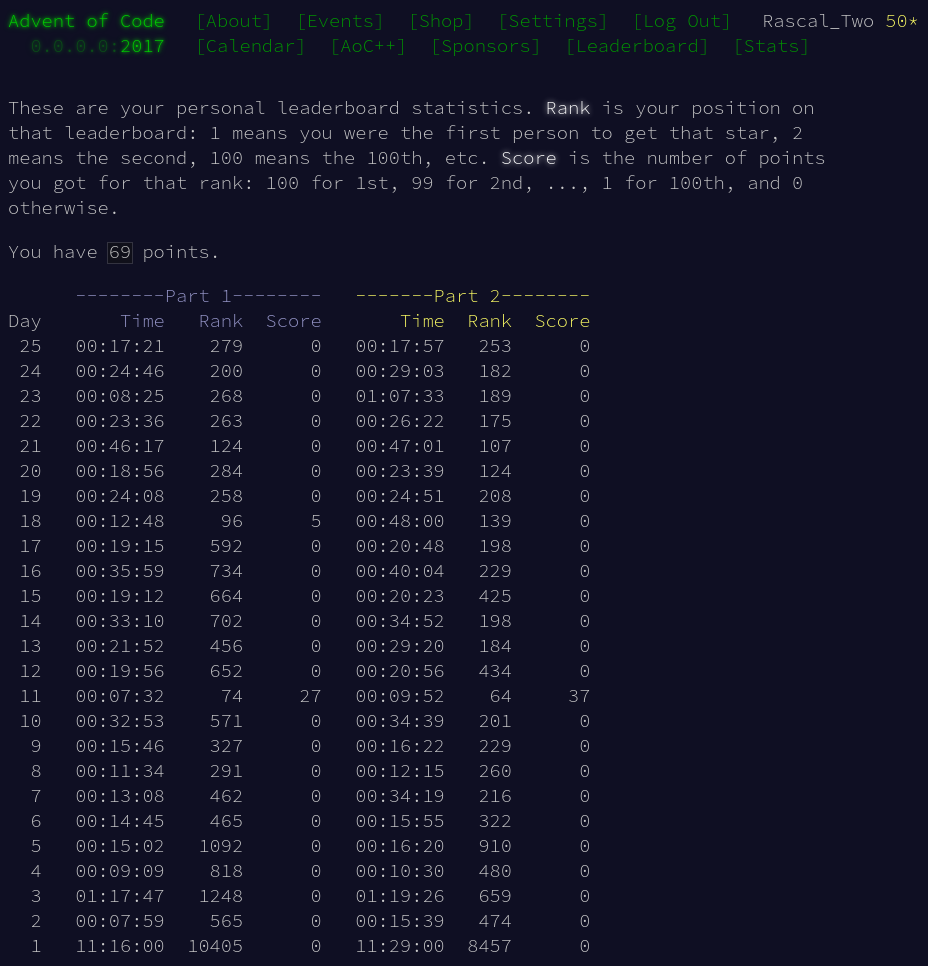 Advent of Code [About] [Events] [Shop] [Settings] [Log Out] Rascal_Two 50*
0.0.0.0:2017 [Calendar] [AoC++] [Sponsors] [Leaderboard] [Stats]
These are your personal leaderboard statistics. Rank is your position on
that leaderboard: 1 means you were the first person to get that star, 2
means the second, 100 means the 100th, etc. Score is the number of points
you got for that rank: 100 for 1st, 99 for 2nd, ..., 1 for 100th, and 0
otherwise.
You have 69 points.
--------Part 1-------- -------Part 2--------
Day Time Rank Score Time Rank Score
25 00:17:21 279 0 00:17:57 253 0
24 00:24:46 200 0 00:29:03 182 0
23 00:08:25 268 0 01:07:33 189 0
22 00:23:36 263 0 00:26:22 175 0
21 00:46:17 124 0 00:47:01 107 0
20 00:18:56 284 0 00:23:39 124 0
19 00:24:08 258 0 00:24:51 208 0
18 00:12:48 96 5 00:48:00 139 0
17 00:19:15 592 0 00:20:48 198 0
16 00:35:59 734 0 00:40:04 229 0
15 00:19:12 664 0 00:20:23 425 0
14 00:33:10 702 0 00:34:52 198 0
13 00:21:52 456 0 00:29:20 184 0
12 00:19:56 652 0 00:20:56 434 0
11 00:07:32 74 27 00:09:52 64 37
10 00:32:53 571 0 00:34:39 201 0
9 00:15:46 327 0 00:16:22 229 0
8 00:11:34 291 0 00:12:15 260 0
7 00:13:08 462 0 00:34:19 216 0
6 00:14:45 465 0 00:15:55 322 0
5 00:15:02 1092 0 00:16:20 910 0
4 00:09:09 818 0 00:10:30 480 0
3 01:17:47 1248 0 01:19:26 659 0
2 00:07:59 565 0 00:15:39 474 0
1 11:16:00 10405 0 11:29:00 8457 0